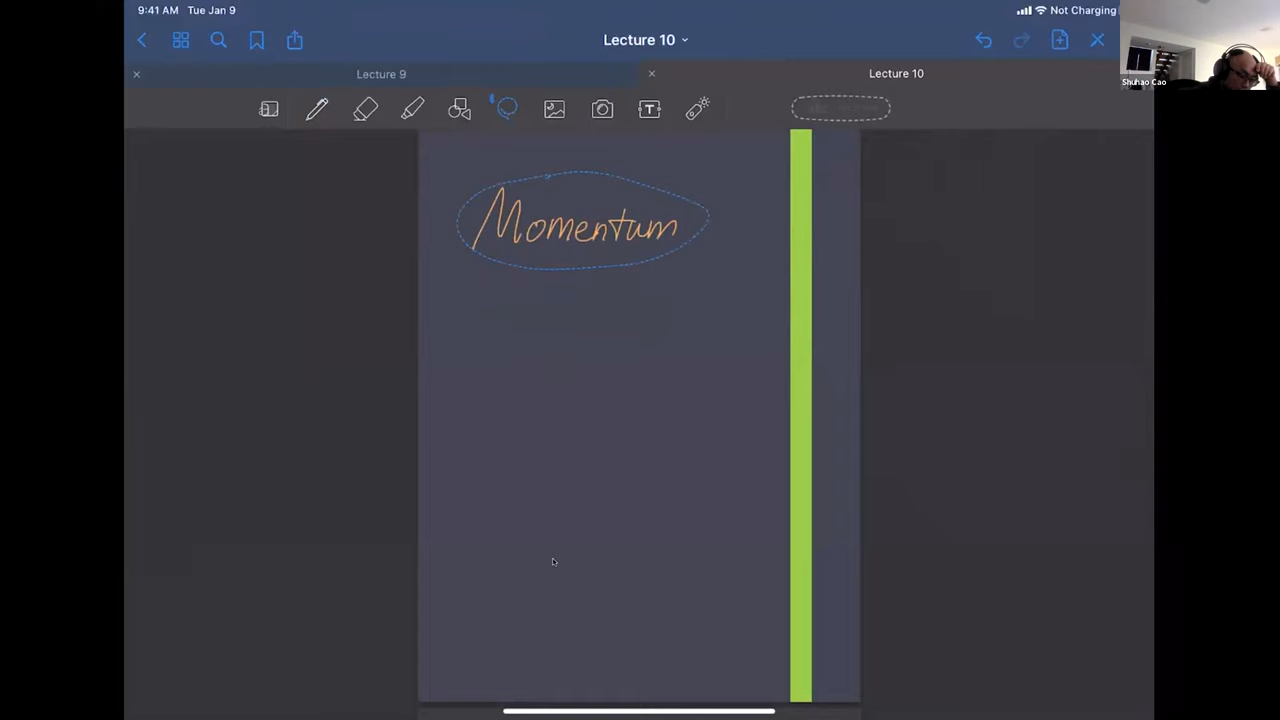 9:41 AM Tue Jan 9
Not Charging
Lecture 10
Lecture 9
Lecture 10
T
Shuhao Cao
Momentum